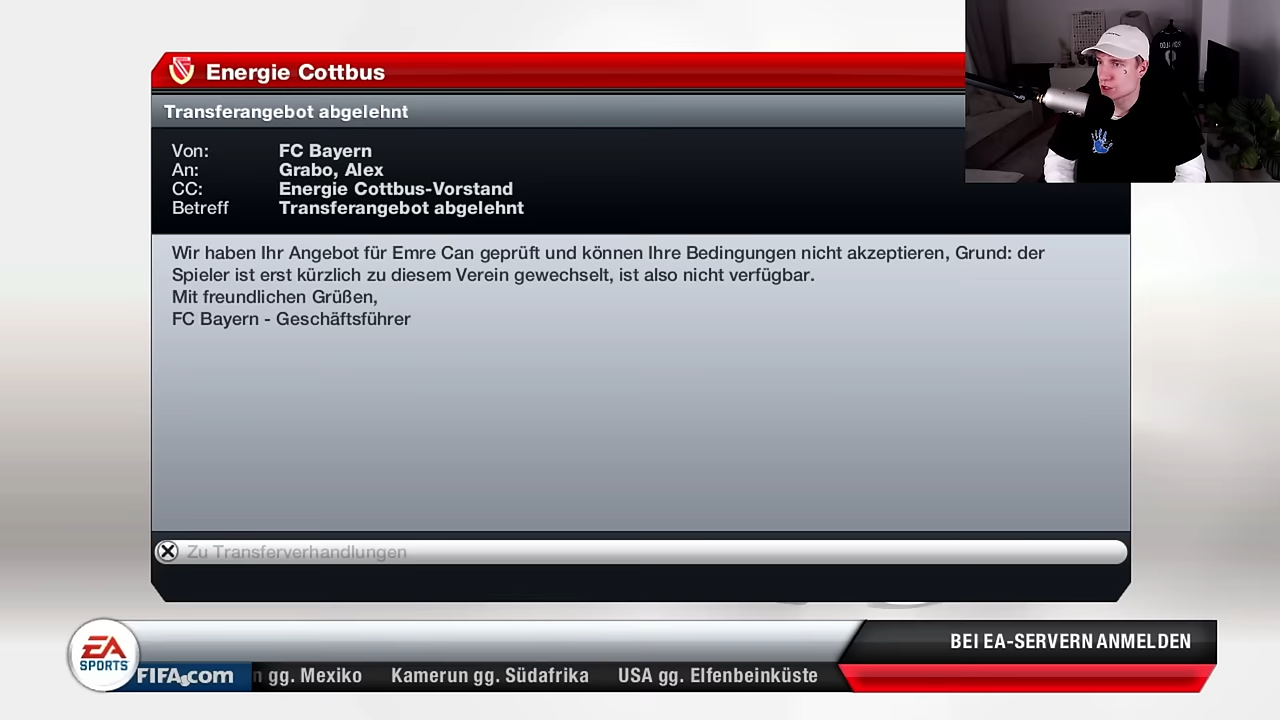 Energie Cottbus
Transferangebot abgelehnt
Von: FC Bayern
An: Grabo, Alex
CC: Energie Cottbus-Vorstand
Betreff Transferangebot abgelehnt
Wir haben Ihr Angebot für Emre Can geprüft und können Ihre Bedingungen nicht akzeptieren, Grund: der
Spieler ist erst kürzlich zu diesem Verein gewechselt, ist also nicht verfügbar.
Mit freundlichen Grüßen,
FC Bayern - Geschäftsführer
Zu Transferverhandlungen
BEI EA-SERVERN ANMELDEN
EA
SPORTS
FIFA.com
n gg. Mexiko Kamerun gg. Südafrika USA gg. Elfenbeinküste